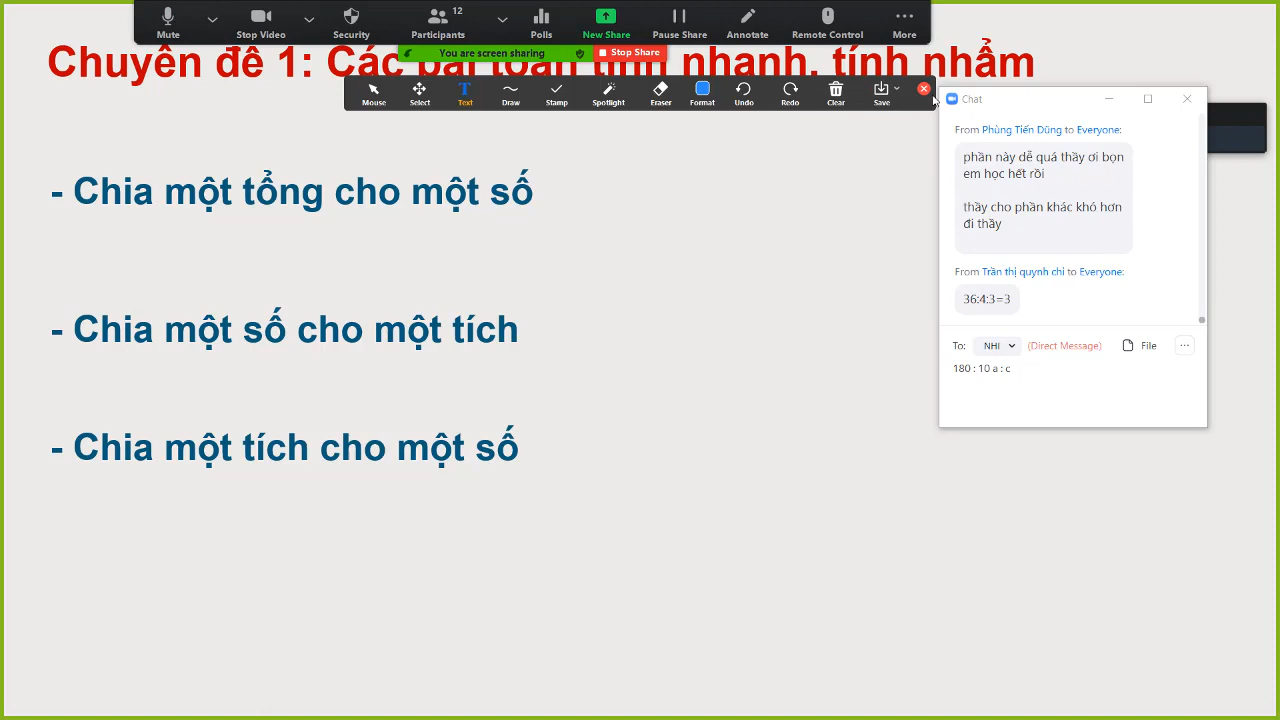 Mute
Stop Video
Security
Participants
12
Polls
New Share
Pause Share
Annotate
Remote Control
More
You are screen sharing
Stop Share
Chuyên đề 1: Các bài toán tính nhanh, tính nhẩm
Mouse
Select
Text
Draw
Stamp
Spotlight
Eraser
Format
Undo
Redo
Clear
Save
- Chia một tổng cho một số
- Chia một số cho một tích
- Chia một tích cho một số
Chat
From Phùng Tiến Dũng to Everyone:
phần này dễ quá thầy ơi bọn
em học hết rồi
thầy cho phần khác khó hơn
đi thầy
From Trần thị quynh chi to Everyone:
36:4:3=3
To: NHI (Direct Message) File
180 : 10 a : c